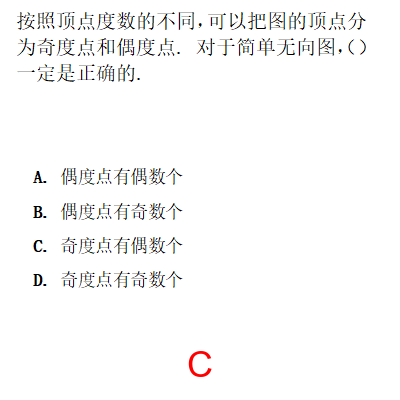 按照顶点度数的不同,可以把图的顶点分
为奇度点和偶度点. 对于简单无向图,()
一定是正确的.
A. 偶度点有偶数个
B. 偶度点有奇数个
C. 奇度点有偶数个
D. 奇度点有奇数个
C